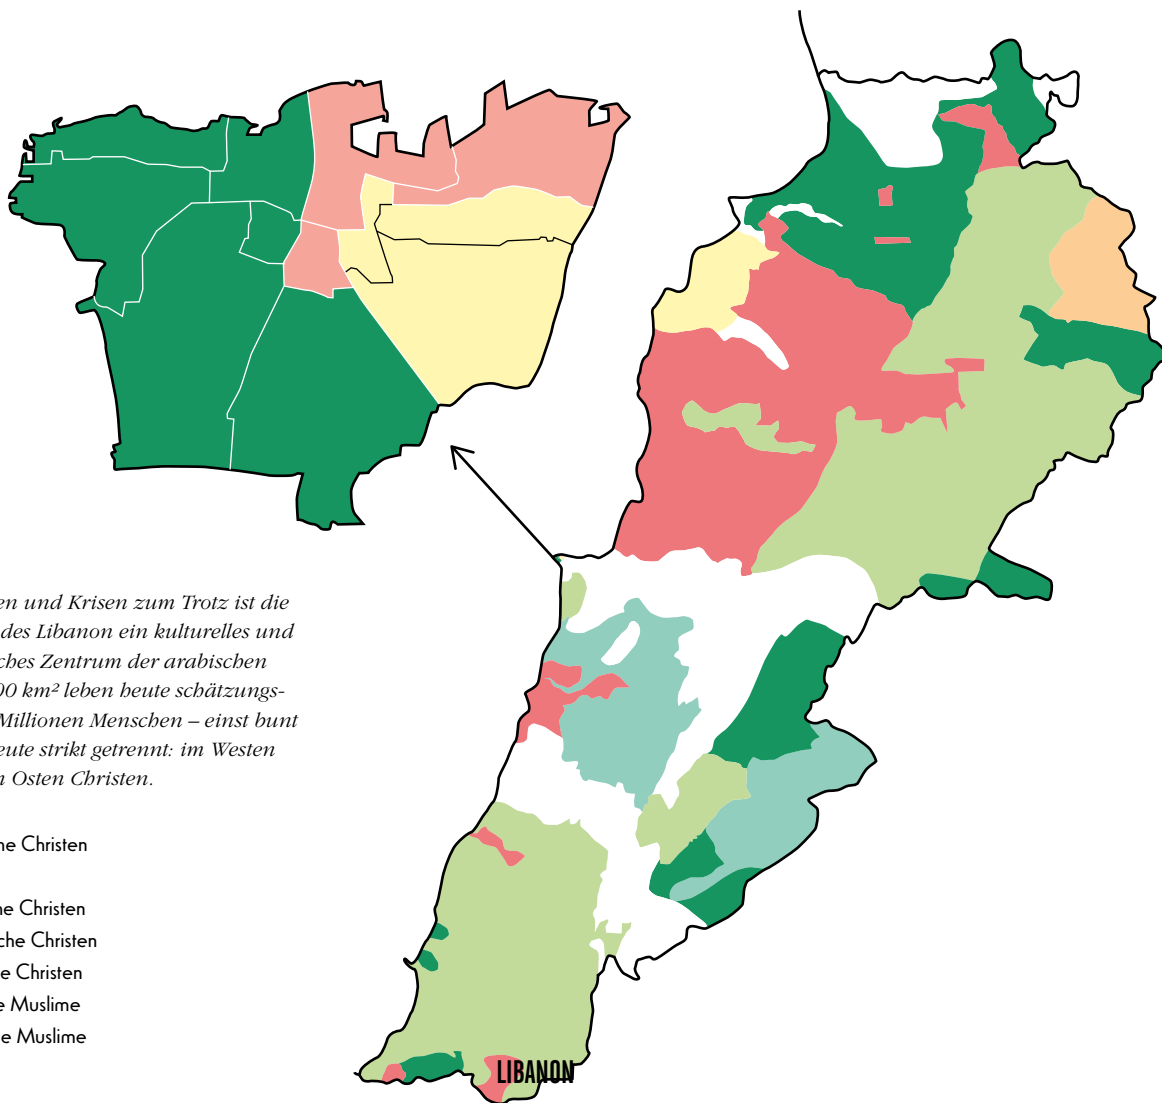 en und Krisen zum Trotz ist die
des Libanon ein kulturelles und
ches Zentrum der arabischen
00 km² leben heute schätzungs-
Millionen Menschen – einst bunt
eute strikt getrennt: im Westen
n Osten Christen.
ne Christen
ne Christen
che Christen
e Christen
e Muslime
e Muslime
LIBANON